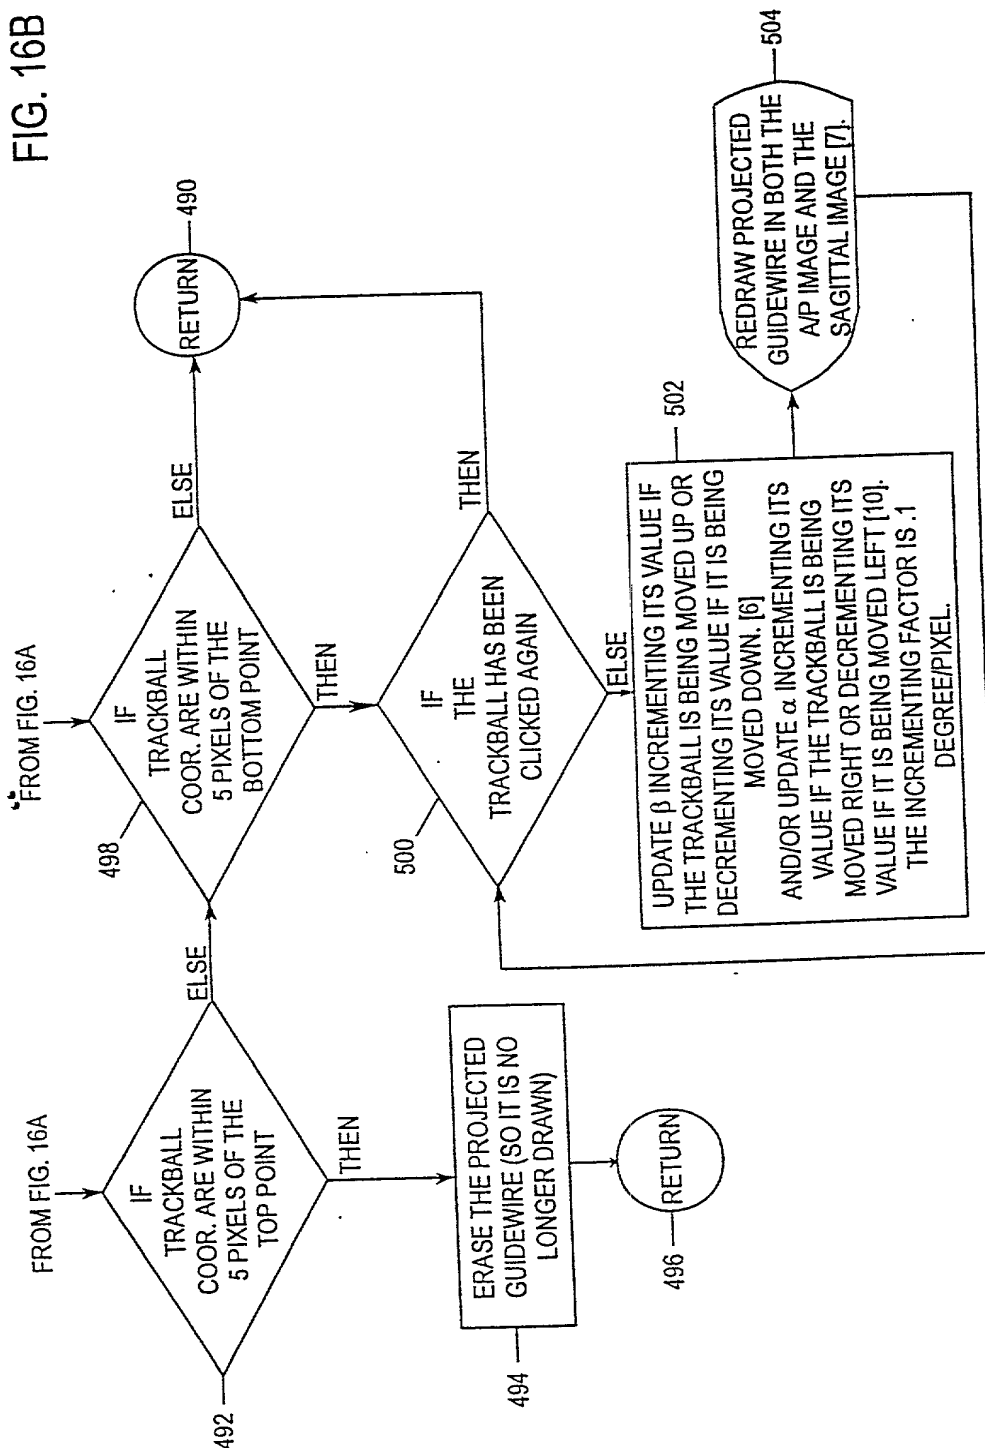 FIG. 16B
FROM FIG. 16A
IF
TRACKBALL
COOR. ARE WITHIN
5 PIXELS OF THE
TOP POINT
492
ELSE
THEN
ERASE THE PROJECTED
GUIDEWIRE (SO IT IS NO
LONGER DRAWN)
494
RETURN
496
FROM FIG. 16A
IF
TRACKBALL
COOR. ARE WITHIN
5 PIXELS OF THE
BOTTOM POINT
498
ELSE
RETURN
490
THEN
IF
THE
TRACKBALL HAS BEEN
CLICKED AGAIN
500
THEN
ELSE
UPDATE β INCREMENTING ITS VALUE IF
THE TRACKBALL IS BEING MOVED UP OR
DECREMENTING ITS VALUE IF IT IS BEING
MOVED DOWN. [6]
AND/OR UPDATE α INCREMENTING ITS
VALUE IF THE TRACKBALL IS BEING
MOVED RIGHT OR DECREMENTING ITS
VALUE IF IT IS BEING MOVED LEFT [10].
THE INCREMENTING FACTOR IS .1
DEGREE/PIXEL.
502
REDRAW PROJECTED
GUIDEWIRE IN BOTH THE
A/P IMAGE AND THE
SAGITTAL IMAGE [7].
504